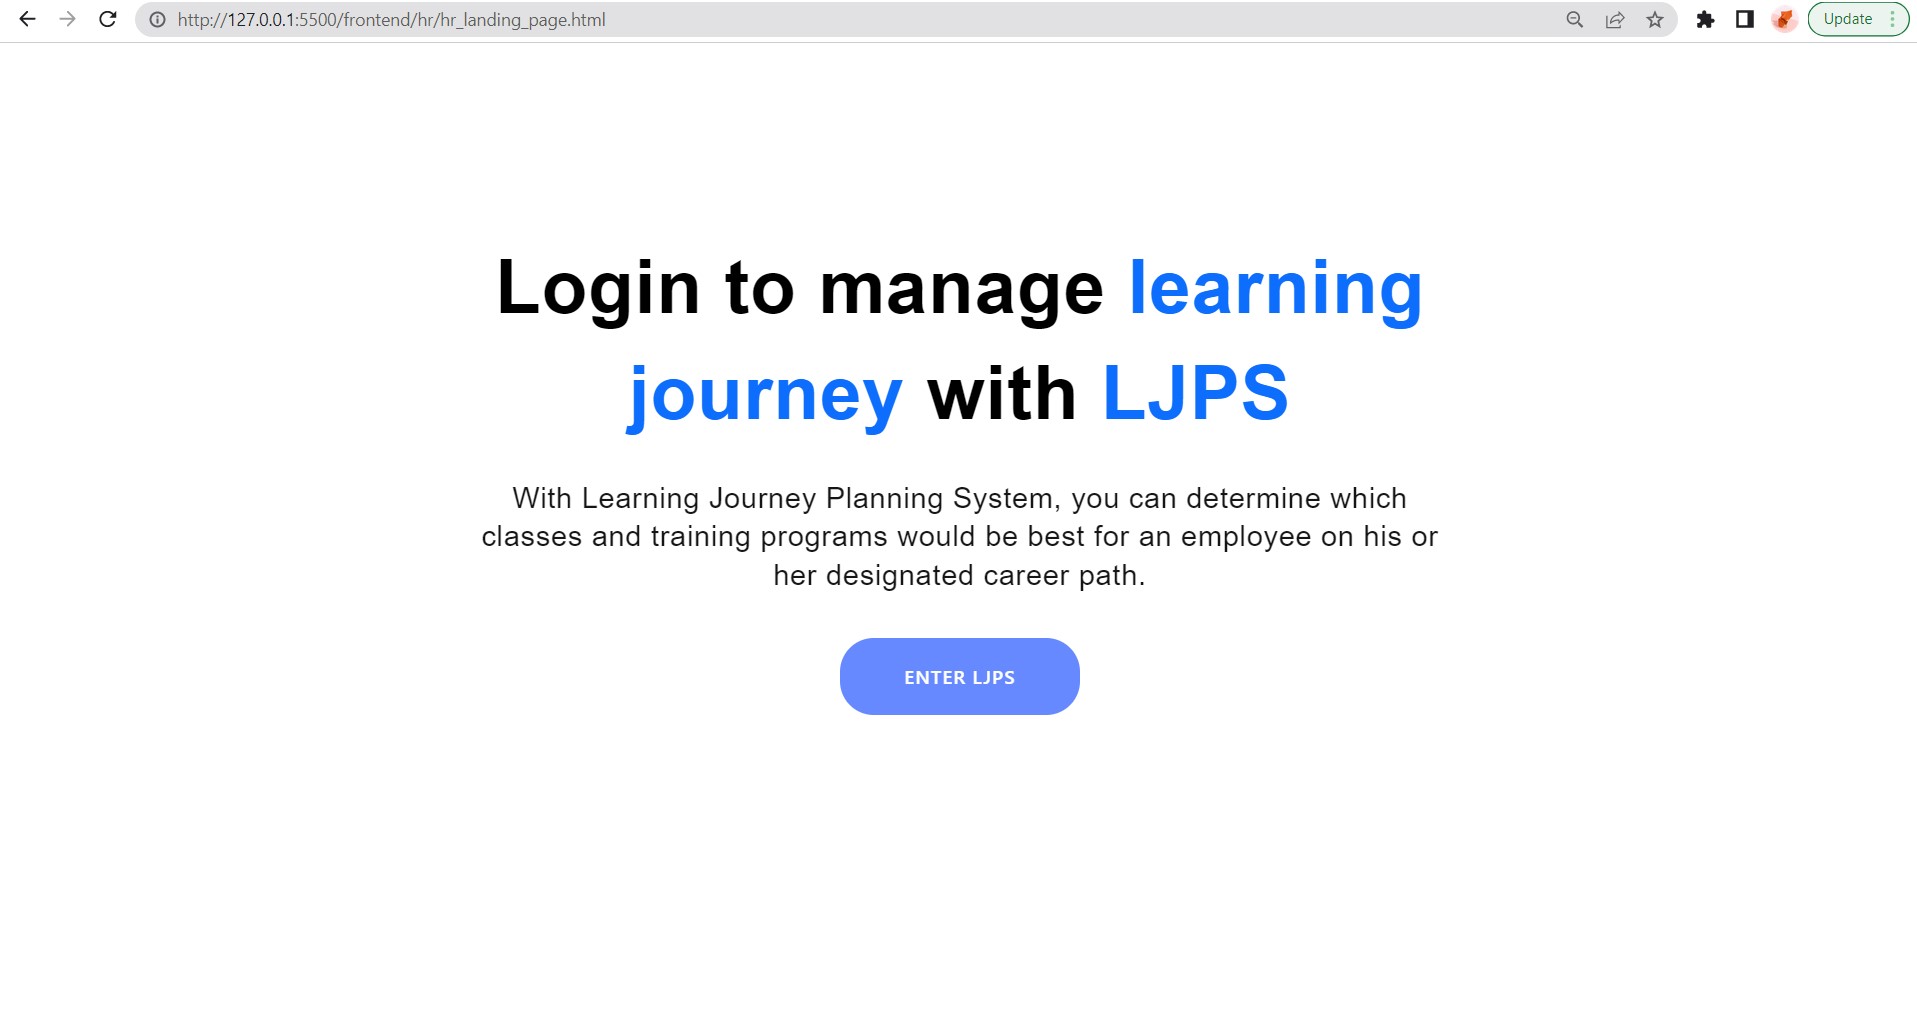 http://127.0.0.1:5500/frontend/hr/hr_landing_page.html
Update
Login to manage learning
journey with LJPS
With Learning Journey Planning System, you can determine which
classes and training programs would be best for an employee on his or
her designated career path.
ENTER LJPS